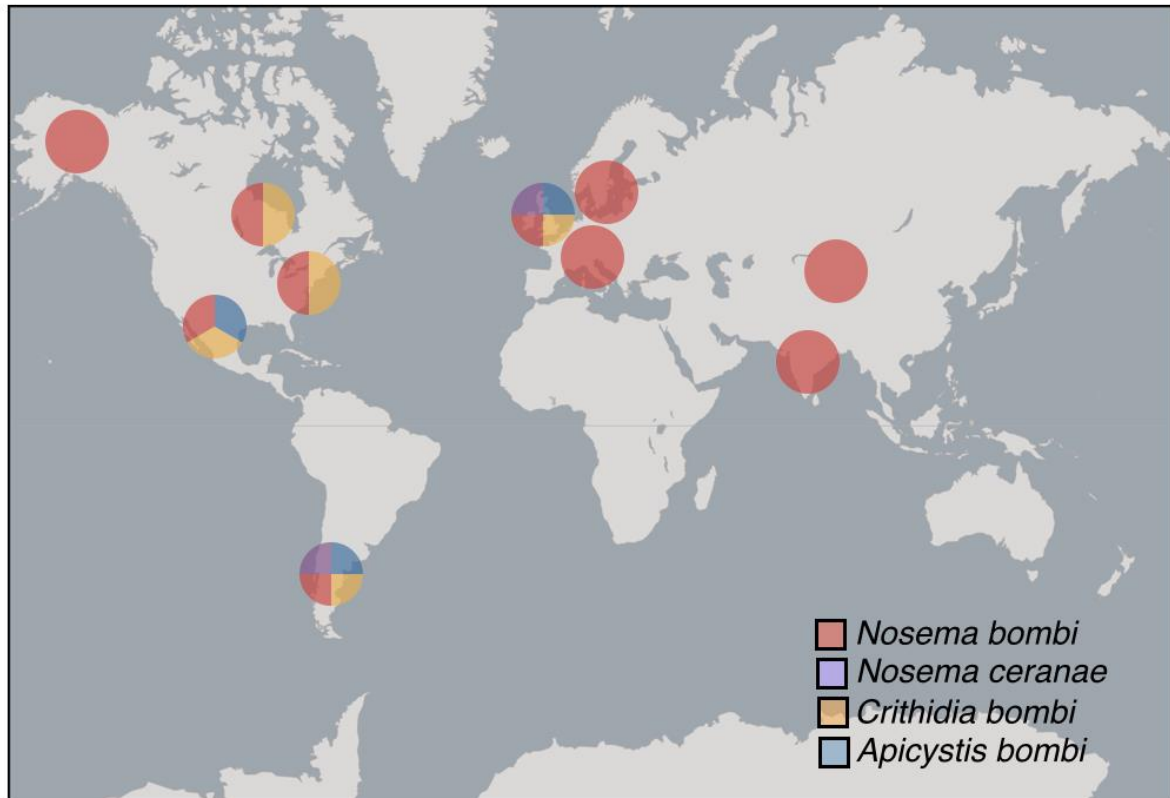 Nosema bombi
Nosema ceranae
Crithidia bombi
Apicystis bombi